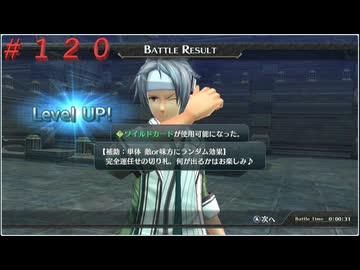 #120
BATTLE RESULT
Level UP!
ワイルドカードが使用可能になった。
【補助：単体 敵or味方にランダム効果】
完全運任せの切り札。何が出るかはお楽しみ♪
Ⓐ次へ
Battle Time 0:00:31